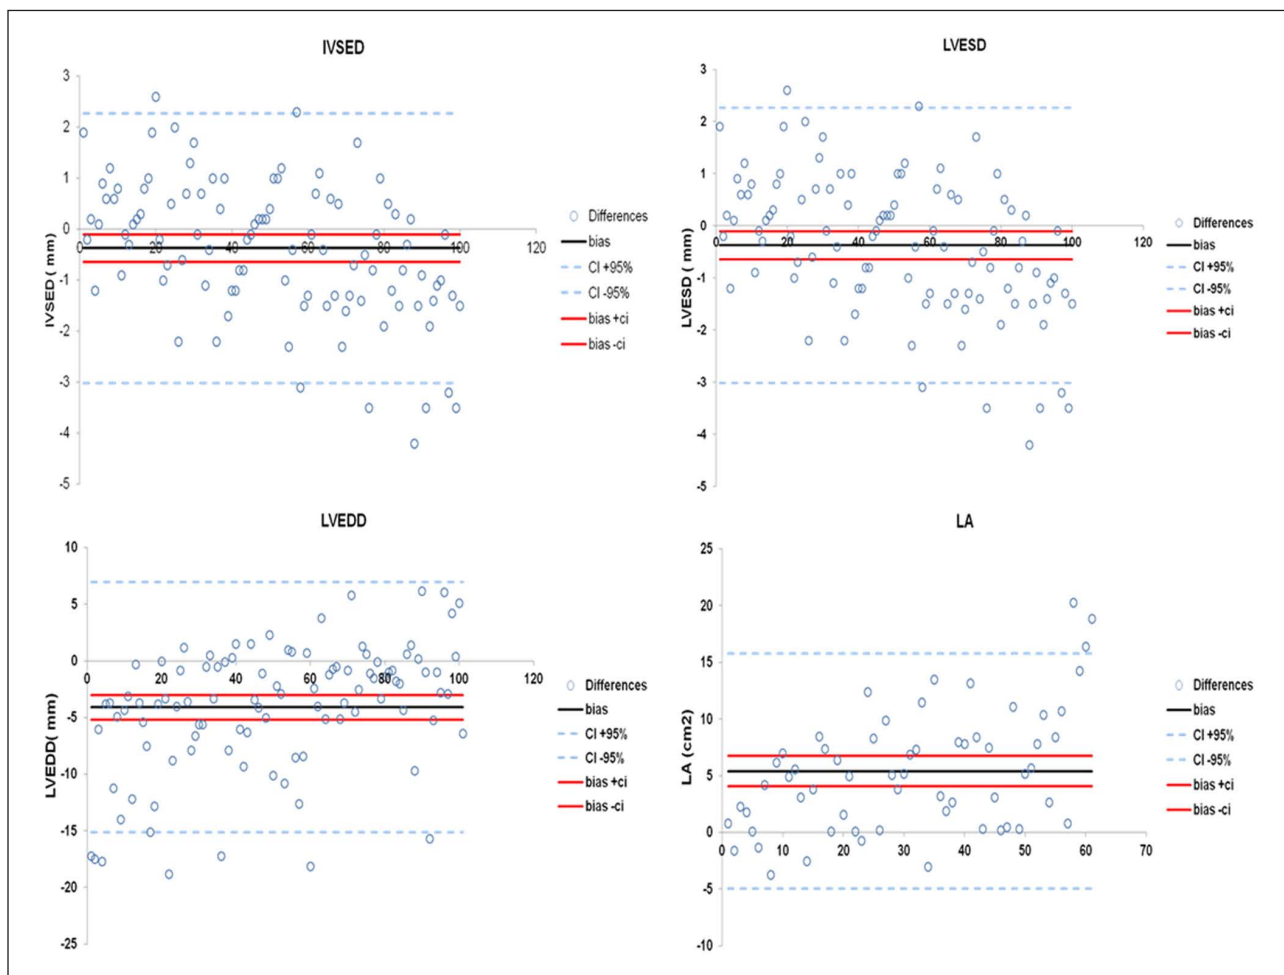 IVSED
3
2
1
0
-1
-2
-3
-4
-5
0 20 40 60 80 100 120
IVSED ( mm)
Differences
bias
CI +95%
CI -95%
bias +ci
bias -ci
LVESD
3
2
1
0
-1
-2
-3
-4
-5
0 20 40 60 80 100 120
LVESD ( mm)
Differences
bias
CI +95%
CI -95%
bias +ci
bias -ci
LVEDD
10
5
0
-5
-10
-15
-20
-25
0 20 40 60 80 100 120
LVEDD( mm)
Differences
bias
CI +95%
CI -95%
bias +ci
bias -ci
LA
25
20
15
10
5
0
-5
-10
0 10 20 30 40 50 60 70
LA (cm2)
Differences
bias
CI +95%
CI -95%
bias +ci
bias -ci